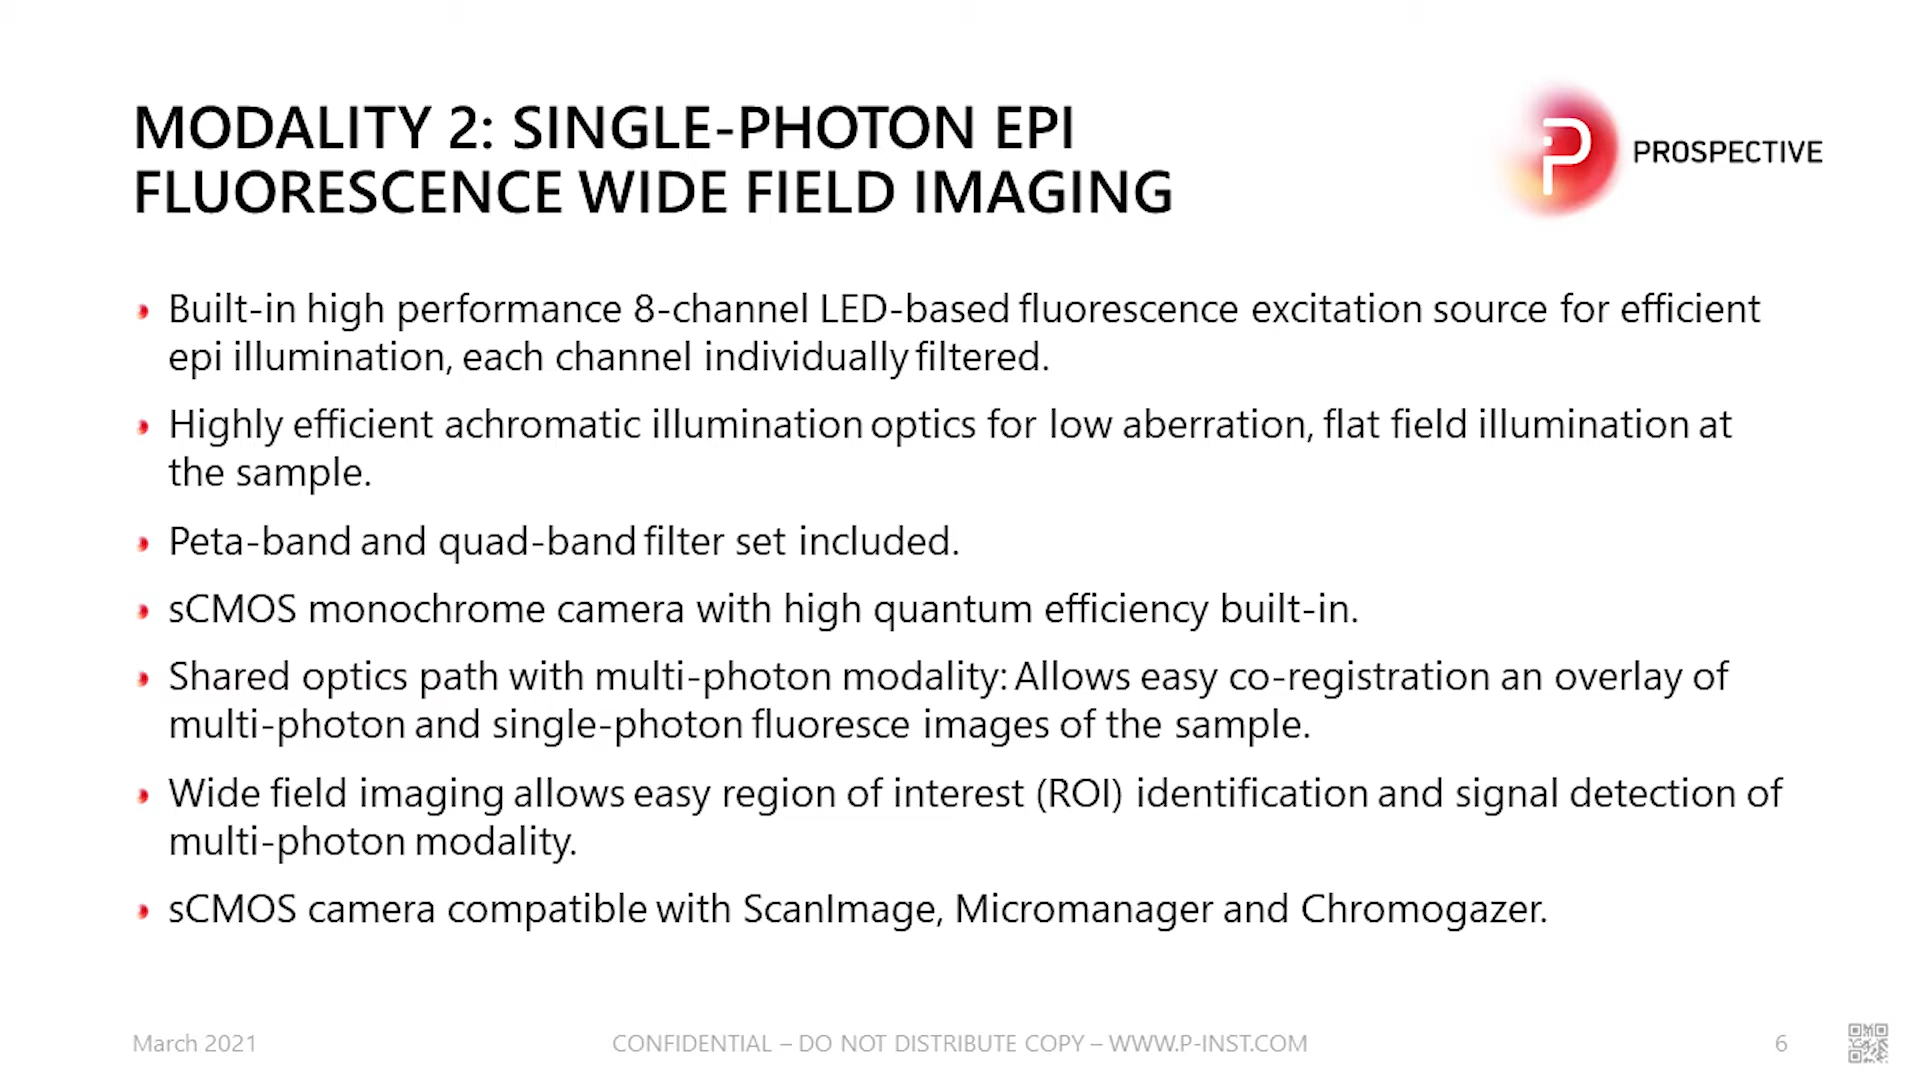 MODALITY 2: SINGLE-PHOTON EPI
FLUORESCENCE WIDE FIELD IMAGING
PROSPECTIVE
Built-in high performance 8-channel LED-based fluorescence excitation source for efficient
epi illumination, each channel individually filtered.
Highly efficient achromatic illumination optics for low aberration, flat field illumination at
the sample.
Peta-band and quad-band filter set included.
sCMOS monochrome camera with high quantum efficiency built-in.
Shared optics path with multi-photon modality: Allows easy co-registration an overlay of
multi-photon and single-photon fluoresce images of the sample.
Wide field imaging allows easy region of interest (ROI) identification and signal detection of
multi-photon modality.
sCMOS camera compatible with ScanImage, Micromanager and Chromogazer.
March 2021
CONFIDENTIAL – DO NOT DISTRIBUTE COPY – WWW.P-INST.COM
6